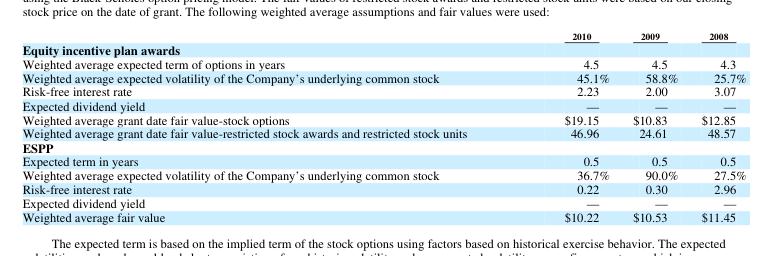 stock price on the date of grant. The following weighted average assumptions and fair values were used:
2010 2009 2008
Equity incentive plan awards
Weighted average expected term of options in years 4.5 4.5 4.3
Weighted average expected volatility of the Company's underlying common stock 45.1% 58.8% 25.7%
Risk-free interest rate 2.23 2.00 3.07
Expected dividend yield — — —
Weighted average grant date fair value-stock options $19.15 $10.83 $12.85
Weighted average grant date fair value-restricted stock awards and restricted stock units 46.96 24.61 48.57
ESPP
Expected term in years 0.5 0.5 0.5
Weighted average expected volatility of the Company's underlying common stock 36.7% 90.0% 27.5%
Risk-free interest rate 0.22 0.30 2.96
Expected dividend yield — — —
Weighted average fair value $10.22 $10.53 $11.45
The expected term is based on the implied term of the stock options using factors based on historical exercise behavior. The expected